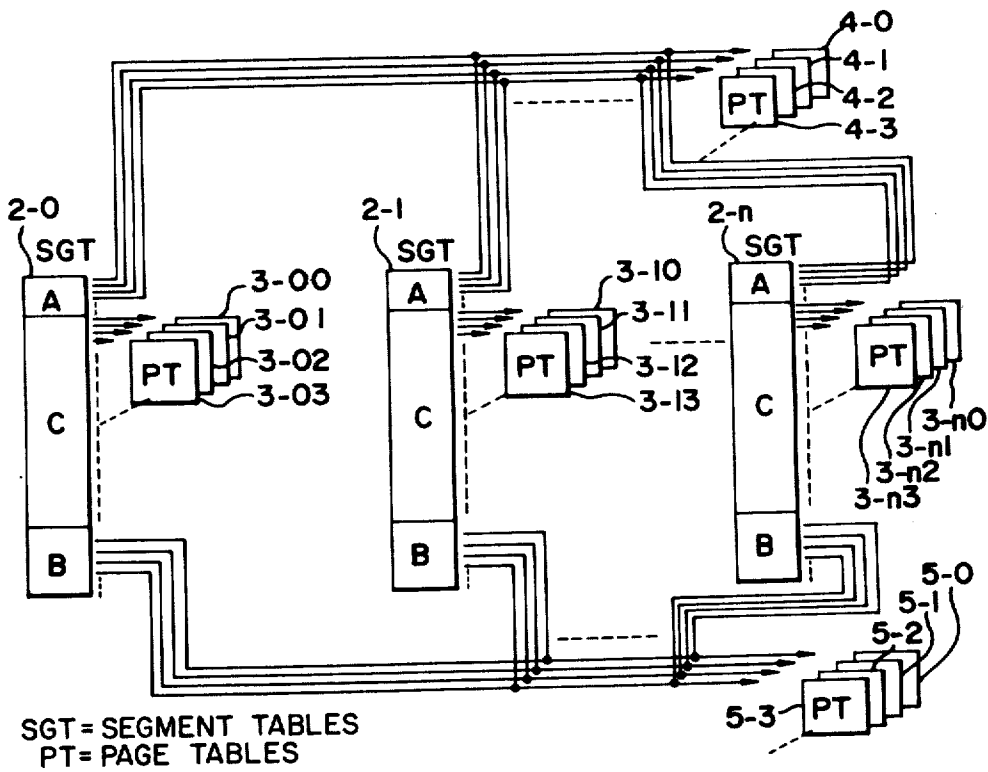 4-0
4-1
PT
4-2
4-3
2-0
2-1
2-n
SGT
SGT
SGT
A
A
A
3-00
3-01
3-02
3-03
PT
3-10
3-11
3-12
3-13
PT
PT
3-n0
3-n1
3-n2
3-n3
C
C
C
B
B
B
5-0
5-1
5-2
5-3
PT
SGT = SEGMENT TABLES
PT = PAGE TABLES